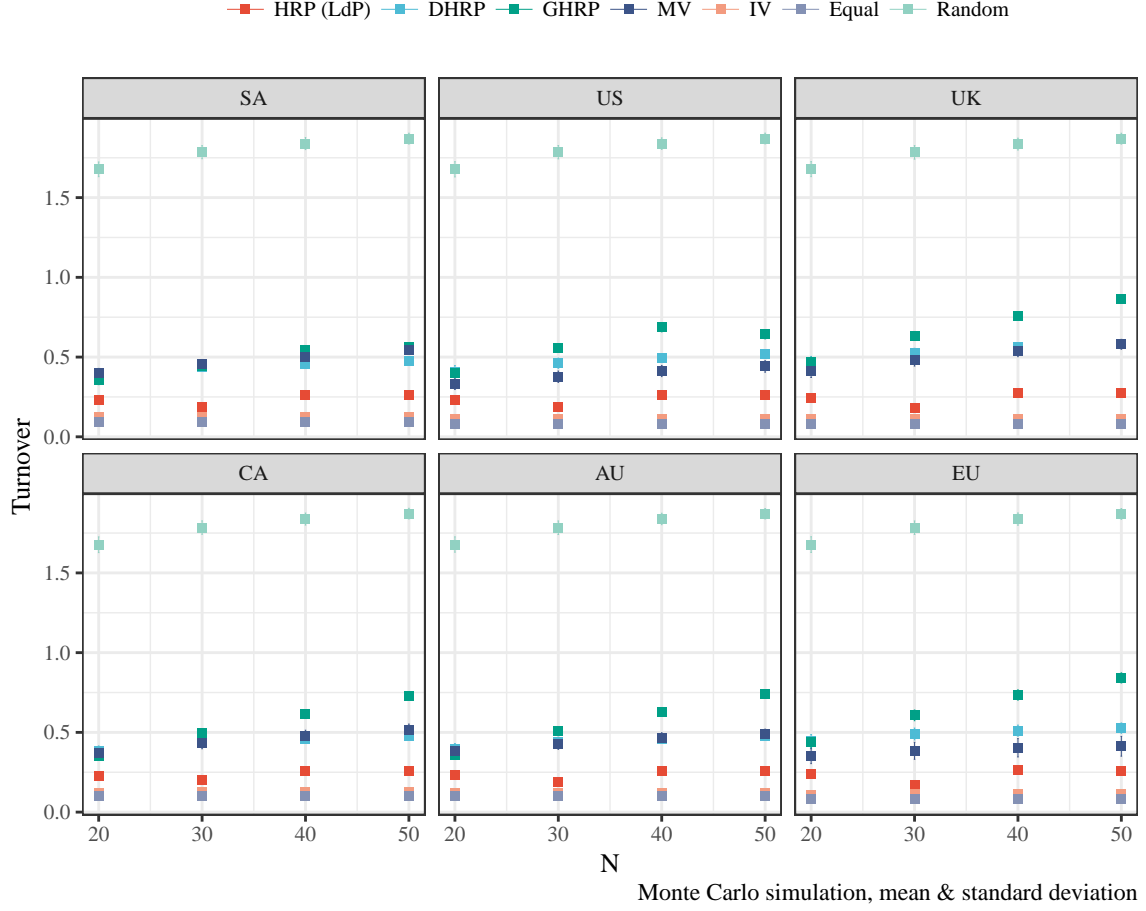 HRP (LdP) DHRP GHRP MV IV Equal Random
SA US UK
1.5
1.0
0.5
0.0
Turnover
CA AU EU
1.5
1.0
0.5
0.0
20 30 40 50 20 30 40 50 20 30 40 50
N
Monte Carlo simulation, mean & standard deviation